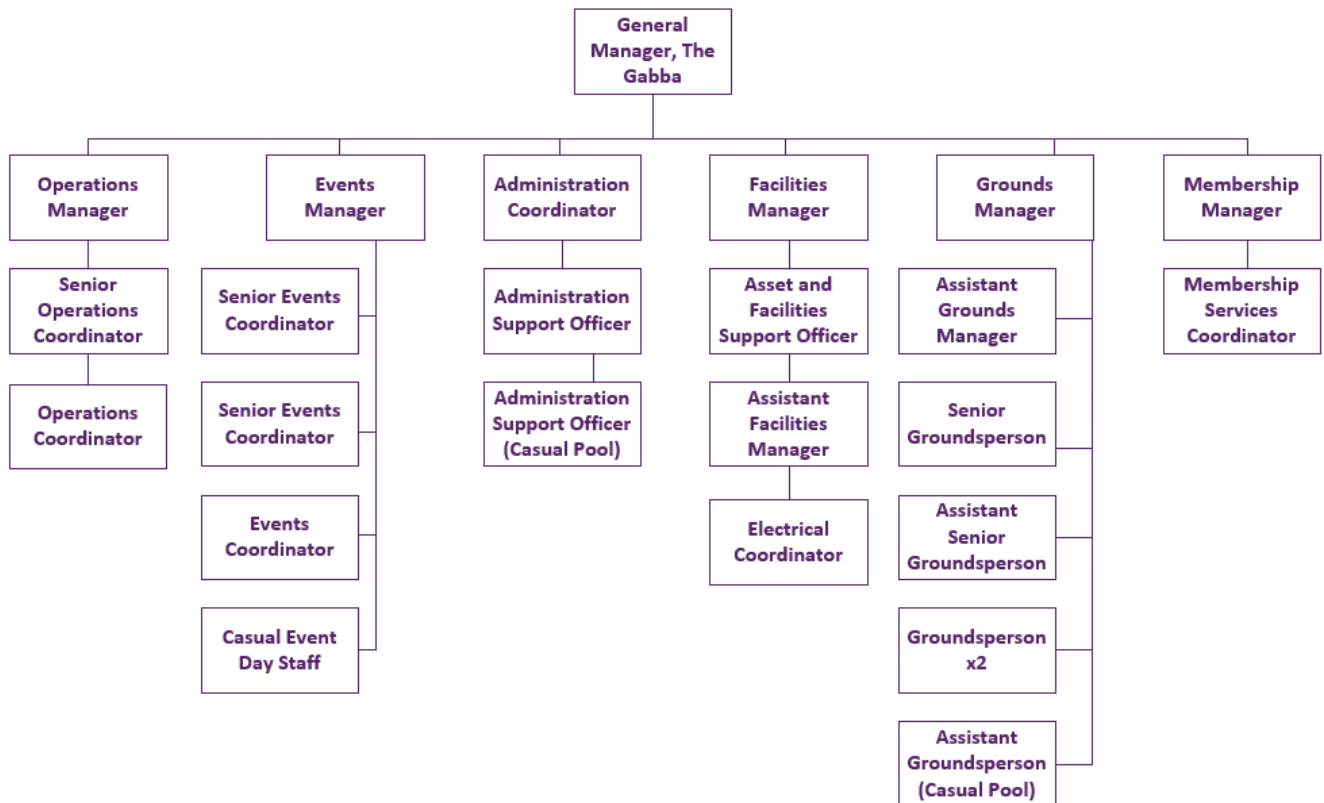 General
Manager, The
Gabba
Operations
Manager
Events
Manager
Administration
Coordinator
Facilities
Manager
Grounds
Manager
Membership
Manager
Senior
Operations
Coordinator
Senior Events
Coordinator
Administration
Support Officer
Asset and
Facilities
Support Officer
Assistant
Grounds
Manager
Membership
Services
Coordinator
Operations
Coordinator
Senior Events
Coordinator
Administration
Support Officer
(Casual Pool)
Assistant
Facilities
Manager
Senior
Groundsperson
Events
Coordinator
Electrical
Coordinator
Assistant
Senior
Groundsperson
Casual Event
Day Staff
Groundsperson
x2
Assistant
Groundsperson
(Casual Pool)